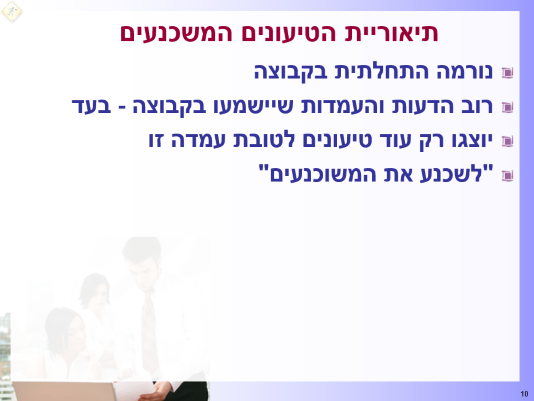 תיאוריית הטיעונים המשכנעים
נורמה התחלתית בקבוצה
רוב הדעות והעמדות שיישמעו בקבוצה - בעד
יוצגו רק עוד טיעונים לטובת עמדה זו
"לשכנע את המשוכנעים"
10